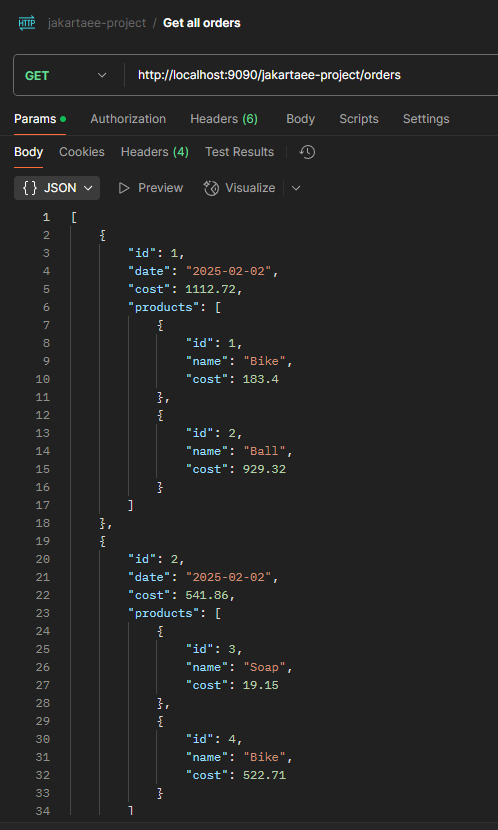 HTTP jakartaee-project / Get all orders
GET http://localhost:9090/jakartaee-project/orders
Params Authorization Headers (6) Body Scripts Settings
Body Cookies Headers (4) Test Results
{} JSON Preview Visualize
1 [
2 {
3 "id": 1,
4 "date": "2025-02-02",
5 "cost": 1112.72,
6 "products": [
7 {
8 "id": 1,
9 "name": "Bike",
10 "cost": 183.4
11 },
12 {
13 "id": 2,
14 "name": "Ball",
15 "cost": 929.32
16 }
17 ]
18 },
19 {
20 "id": 2,
21 "date": "2025-02-02",
22 "cost": 541.86,
23 "products": [
24 {
25 "id": 3,
26 "name": "Soap",
27 "cost": 19.15
28 },
29 {
30 "id": 4,
31 "name": "Bike",
32 "cost": 522.71
33 }
34 ]